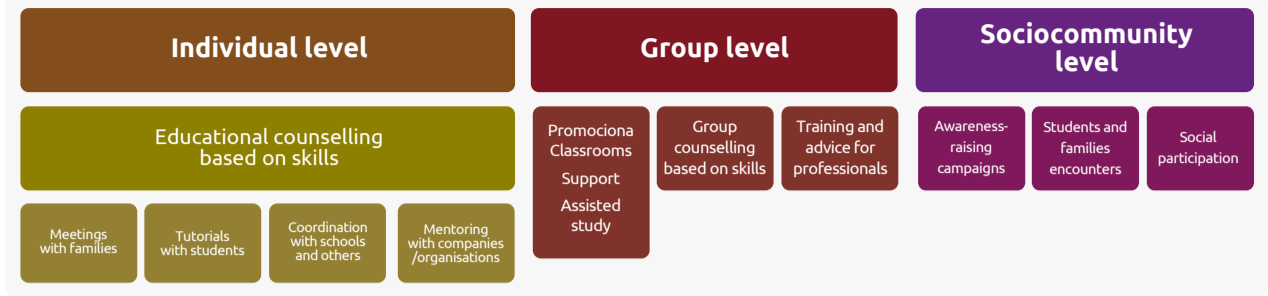 Individual level
Educational counselling
based on skills
Meetings
with families
Tutorials
with students
Coordination
with schools
and others
Mentoring
with companies
/organisations
Group level
Promociona
Classrooms
Support
Assisted
study
Group
counselling
based on skills
Training and
advice for
professionals
Sociocommunity
level
Awareness-
raising
campaigns
Students and
families
encounters
Social
participation